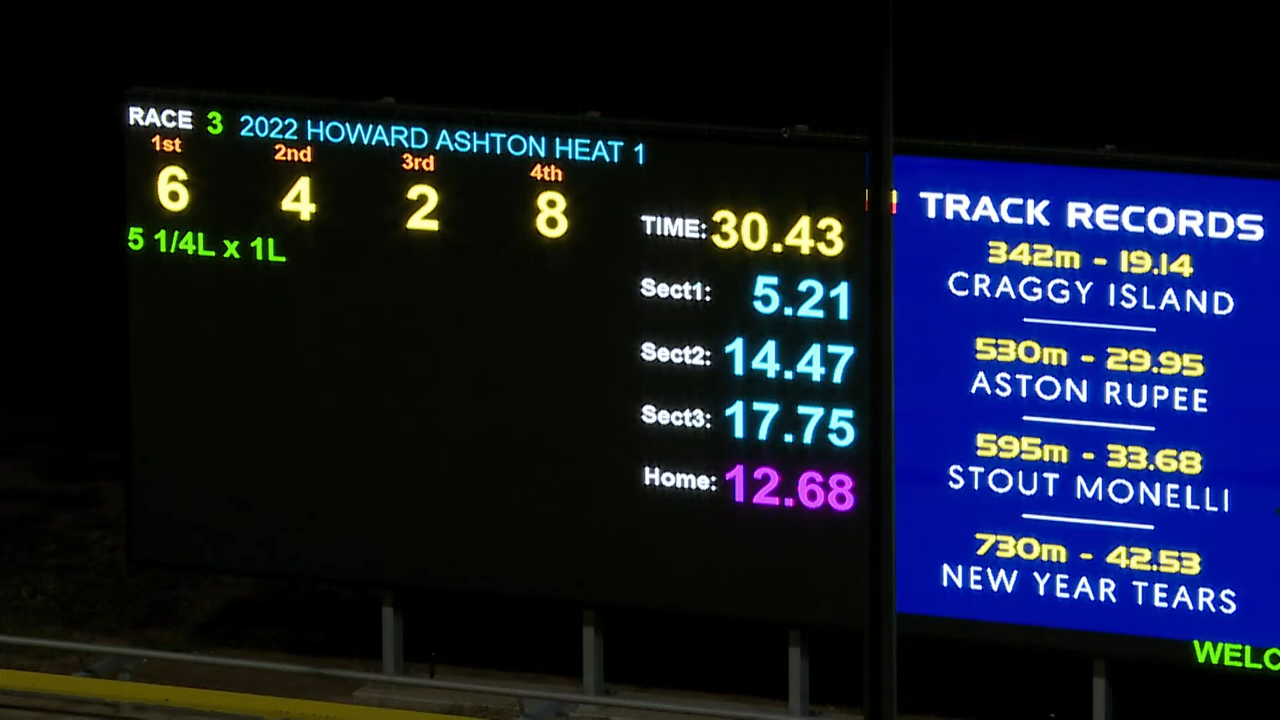 RACE 3 2022 HOWARD ASHTON HEAT 1
1st 2nd 3rd 4th
6 4 2 8
5 1/4L x 1L
TIME: 30.43
Sect1: 5.21
Sect2: 14.47
Sect3: 17.75
Home: 12.68
TRACK RECORDS
342m - 19.14
CRAGGY ISLAND
530m - 29.95
ASTON RUPEE
595m - 33.68
STOUT MONELLI
730m - 42.53
NEW YEAR TEARS
WELC